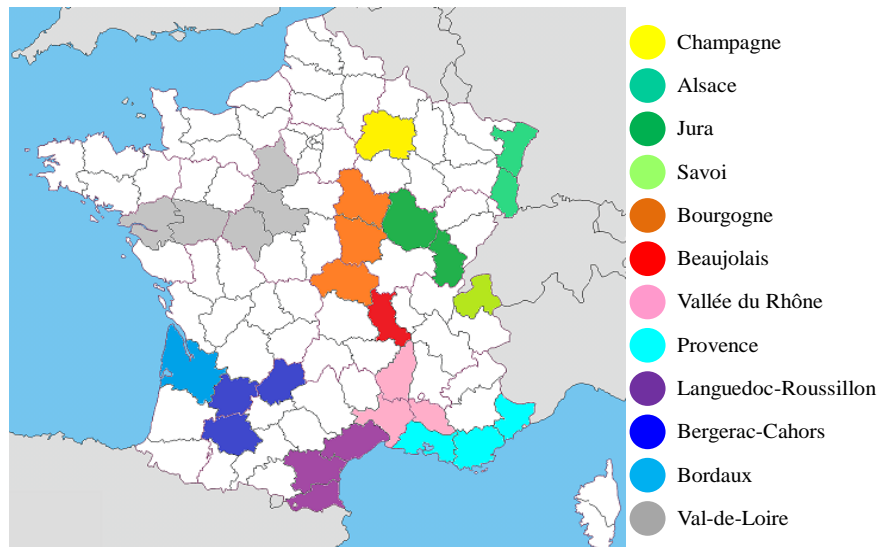 Champagne
Alsace
Jura
Savoi
Bourgogne
Beaujolais
Vallée du Rhône
Provence
Languedoc-Roussillon
Bergerac-Cahors
Bordaux
Val-de-Loire